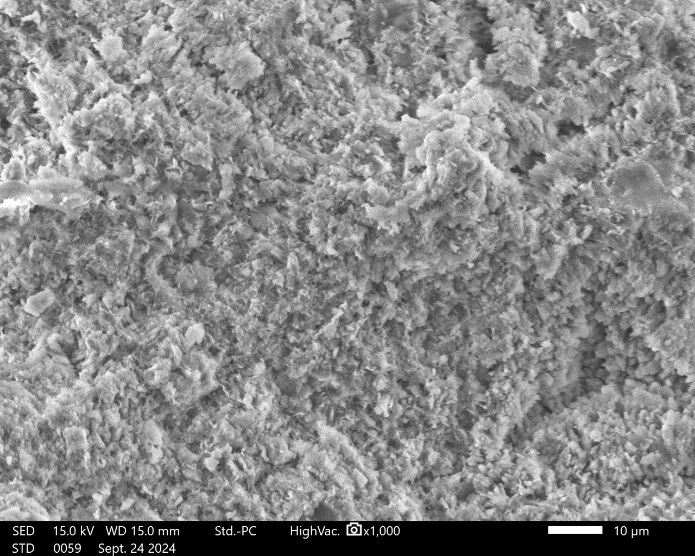 SED 15.0 kV WD 15.0 mm Std.-PC HighVac. x1,000 10 µm
STD 0059 Sept. 24 2024